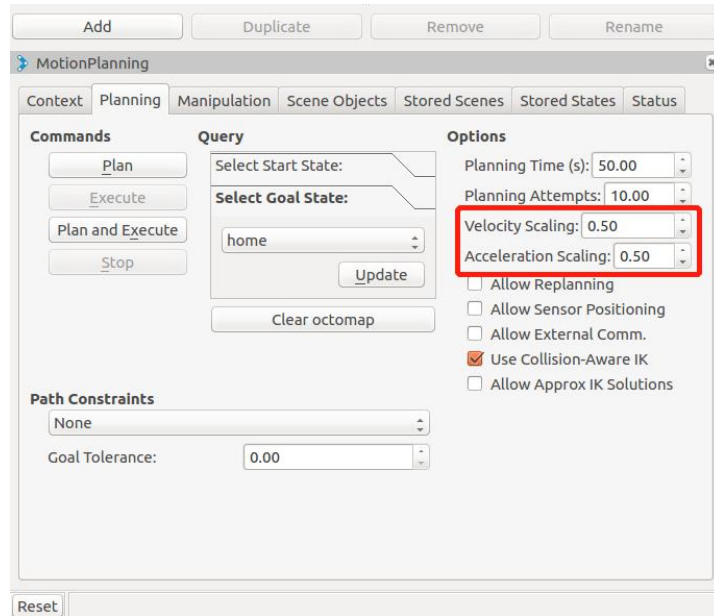 Add Duplicate Remove Rename
MotionPlanning
Context Planning Manipulation Scene Objects Stored Scenes Stored States Status
Commands
Plan
Execute
Plan and Execute
Stop
Query
Select Start State:
Select Goal State:
home
Update
Clear octomap
Options
Planning Time (s): 50.00
Planning Attempts: 10.00
Velocity Scaling: 0.50
Acceleration Scaling: 0.50
Allow Replanning
Allow Sensor Positioning
Allow External Comm.
Use Collision-Aware IK
Allow Approx IK Solutions
Path Constraints
None
Goal Tolerance: 0.00
Reset